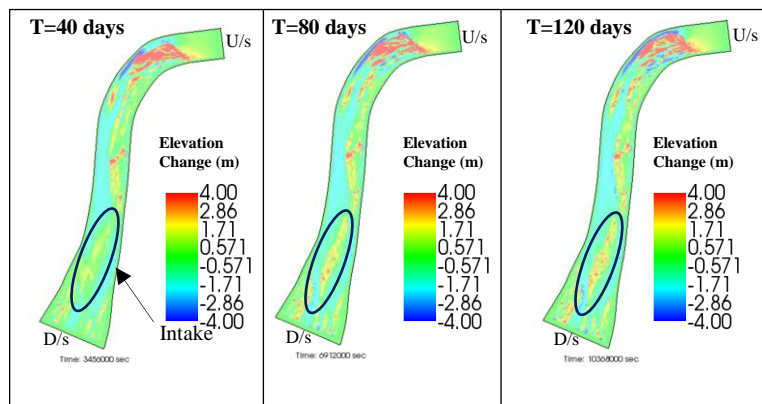 T=40 days
U/s
Elevation
Change (m)
4.00
2.86
1.71
0.571
-0.571
-1.71
-2.86
-4.00
Intake
D/s
Time: 3456000 sec
T=80 days
U/s
Elevation
Change (m)
4.00
2.86
1.71
0.571
-0.571
-1.71
-2.86
-4.00
D/s
Time: 6912000 sec
T=120 days
U/s
Elevation
Change (m)
4.00
2.86
1.71
0.571
-0.571
-1.71
-2.86
-4.00
D/s
Time: 10368000 sec